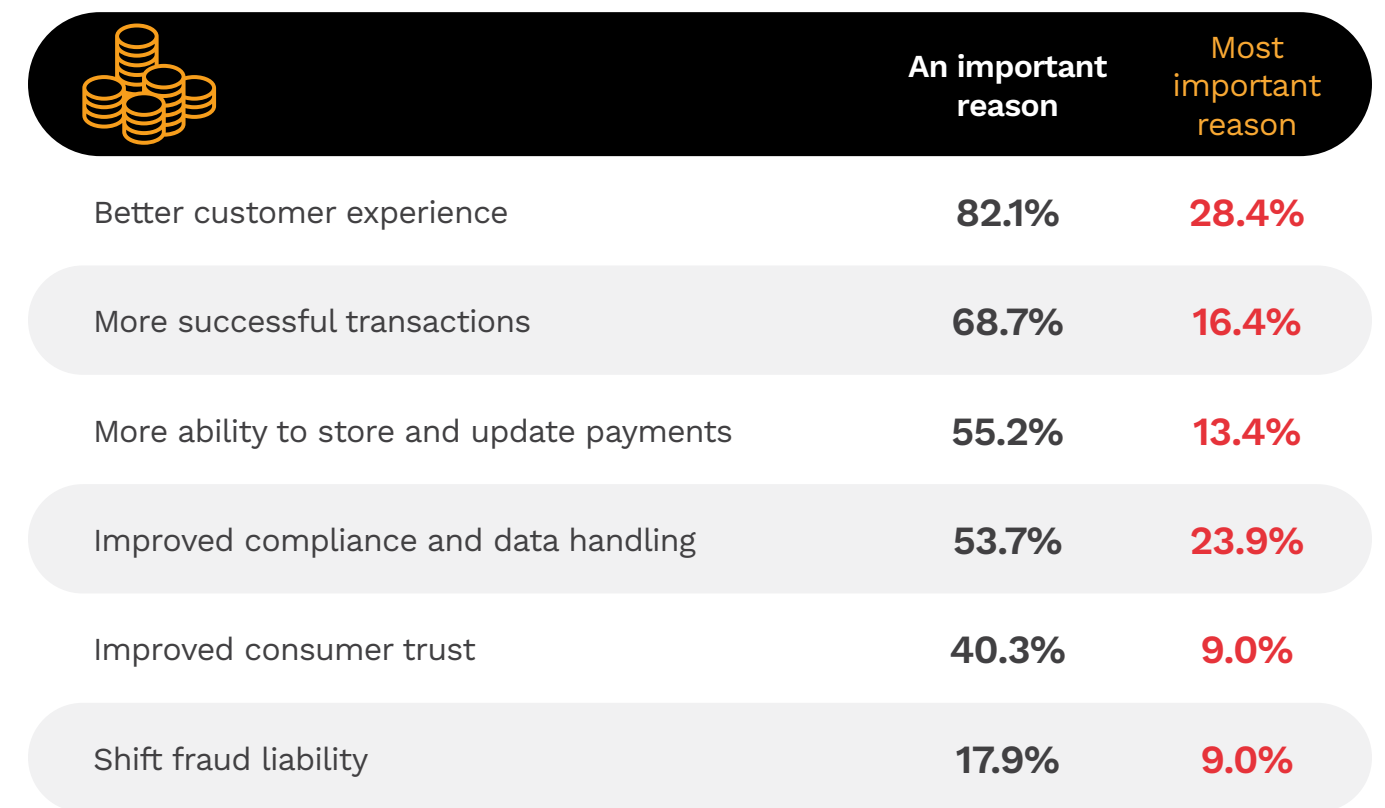 An important
reason
Most
important
reason
Better customer experience 82.1% 28.4%
More successful transactions 68.7% 16.4%
More ability to store and update payments 55.2% 13.4%
Improved compliance and data handling 53.7% 23.9%
Improved consumer trust 40.3% 9.0%
Shift fraud liability 17.9% 9.0%